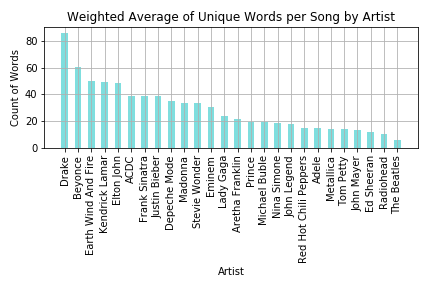 Weighted Average of Unique Words per Song by Artist
Count of Words
80
60
40
20
0
Drake
Beyonce
Earth Wind And Fire
Kendrick Lamar
Elton John
ACDC
Frank Sinatra
Justin Bieber
Depeche Mode
Madonna
Stevie Wonder
Eminem
Lady Gaga
Aretha Franklin
Prince
Michael Buble
Nina Simone
John Legend
Red Hot Chili Peppers
Adele
Metallica
Tom Petty
John Mayer
Ed Sheeran
Radiohead
The Beatles
Artist